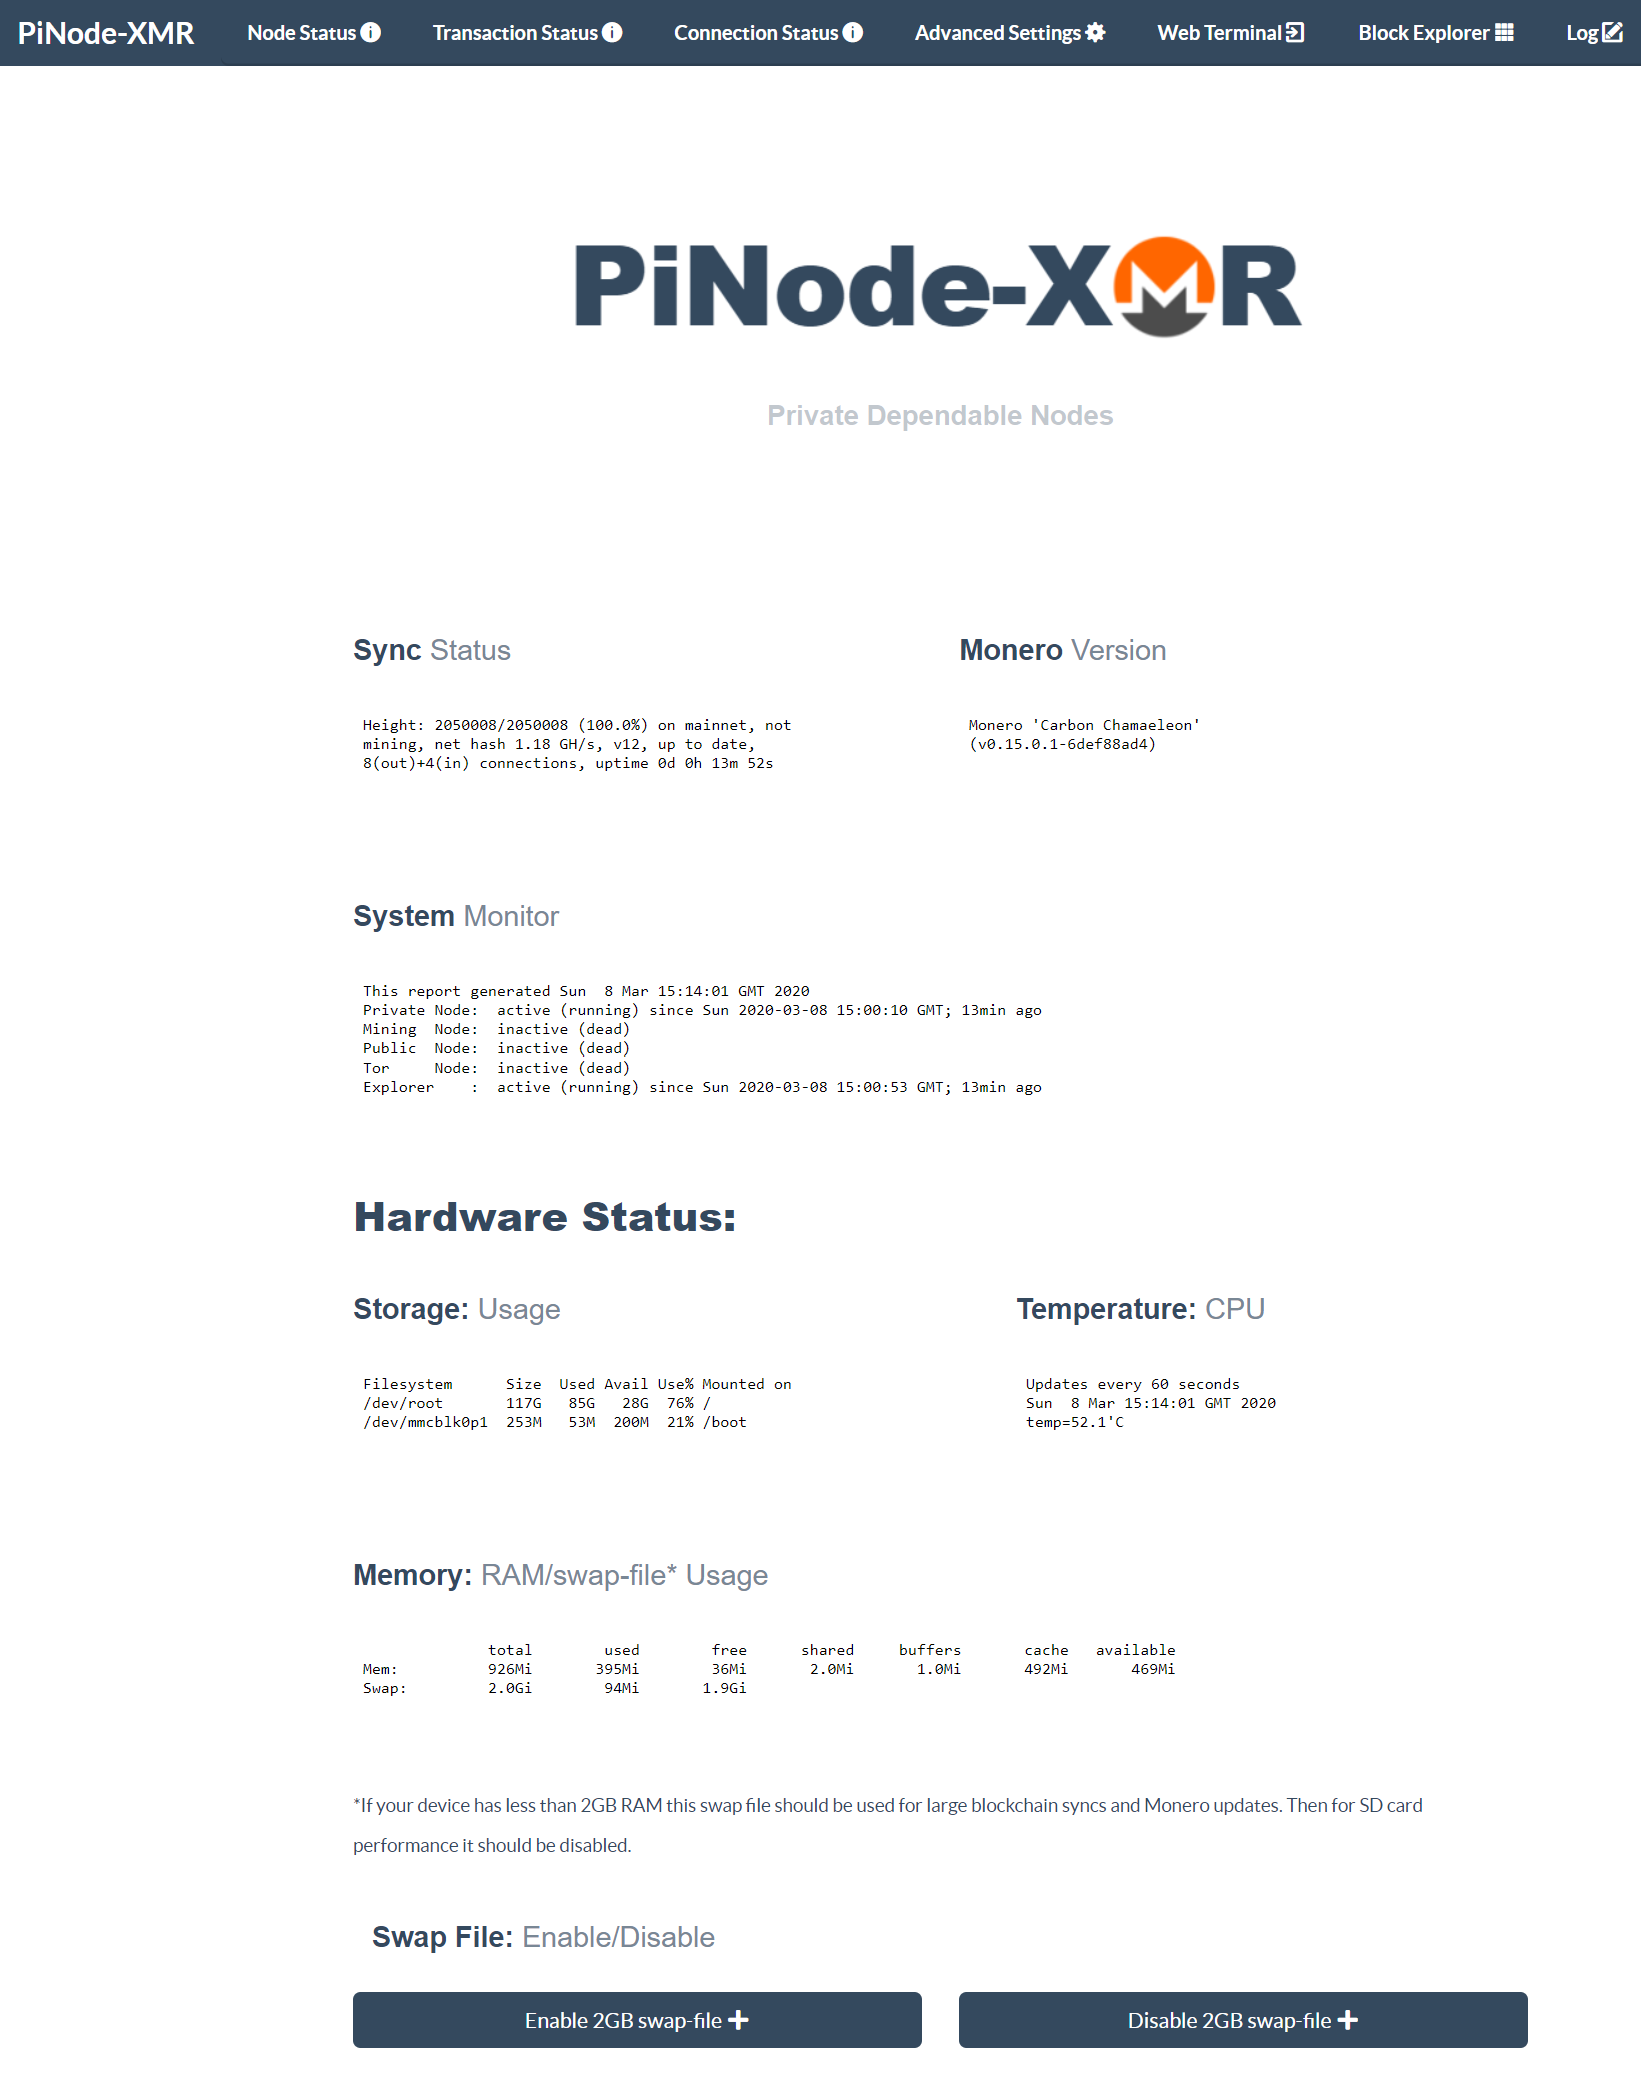 PiNode-XMR Node Status Transaction Status Connection Status Advanced Settings Web Terminal Block Explorer Log
PiNode-XMR
Private Dependable Nodes
Sync Status
Height: 2050008/2050008 (100.0%) on mainnet, not
mining, net hash 1.18 GH/s, v12, up to date,
8(out)+4(in) connections, uptime 0d 0h 13m 52s
Monero Version
Monero 'Carbon Chamaeleon'
(v0.15.0.1-6def88ad4)
System Monitor
This report generated Sun  8 Mar 15:14:01 GMT 2020
Private Node:  active (running) since Sun 2020-03-08 15:00:10 GMT; 13min ago
Mining  Node:  inactive (dead)
Public  Node:  inactive (dead)
Tor     Node:  inactive (dead)
Explorer    :  active (running) since Sun 2020-03-08 15:00:53 GMT; 13min ago
Hardware Status:
Storage: Usage
Filesystem      Size  Used Avail Use% Mounted on
/dev/root       117G   85G   28G  76% /
/dev/mmcblk0p1  253M   53M  200M  21% /boot
Temperature: CPU
Updates every 60 seconds
Sun  8 Mar 15:14:01 GMT 2020
temp=52.1'C
Memory: RAM/swap-file* Usage
              total        used        free      shared     buffers       cache   available
Mem:          926Mi       395Mi        36Mi       2.0Mi       1.0Mi       492Mi       469Mi
Swap:         2.0Gi        94Mi       1.9Gi
*If your device has less than 2GB RAM this swap file should be used for large blockchain syncs and Monero updates. Then for SD card
performance it should be disabled.
Swap File: Enable/Disable
Enable 2GB swap-file
Disable 2GB swap-file